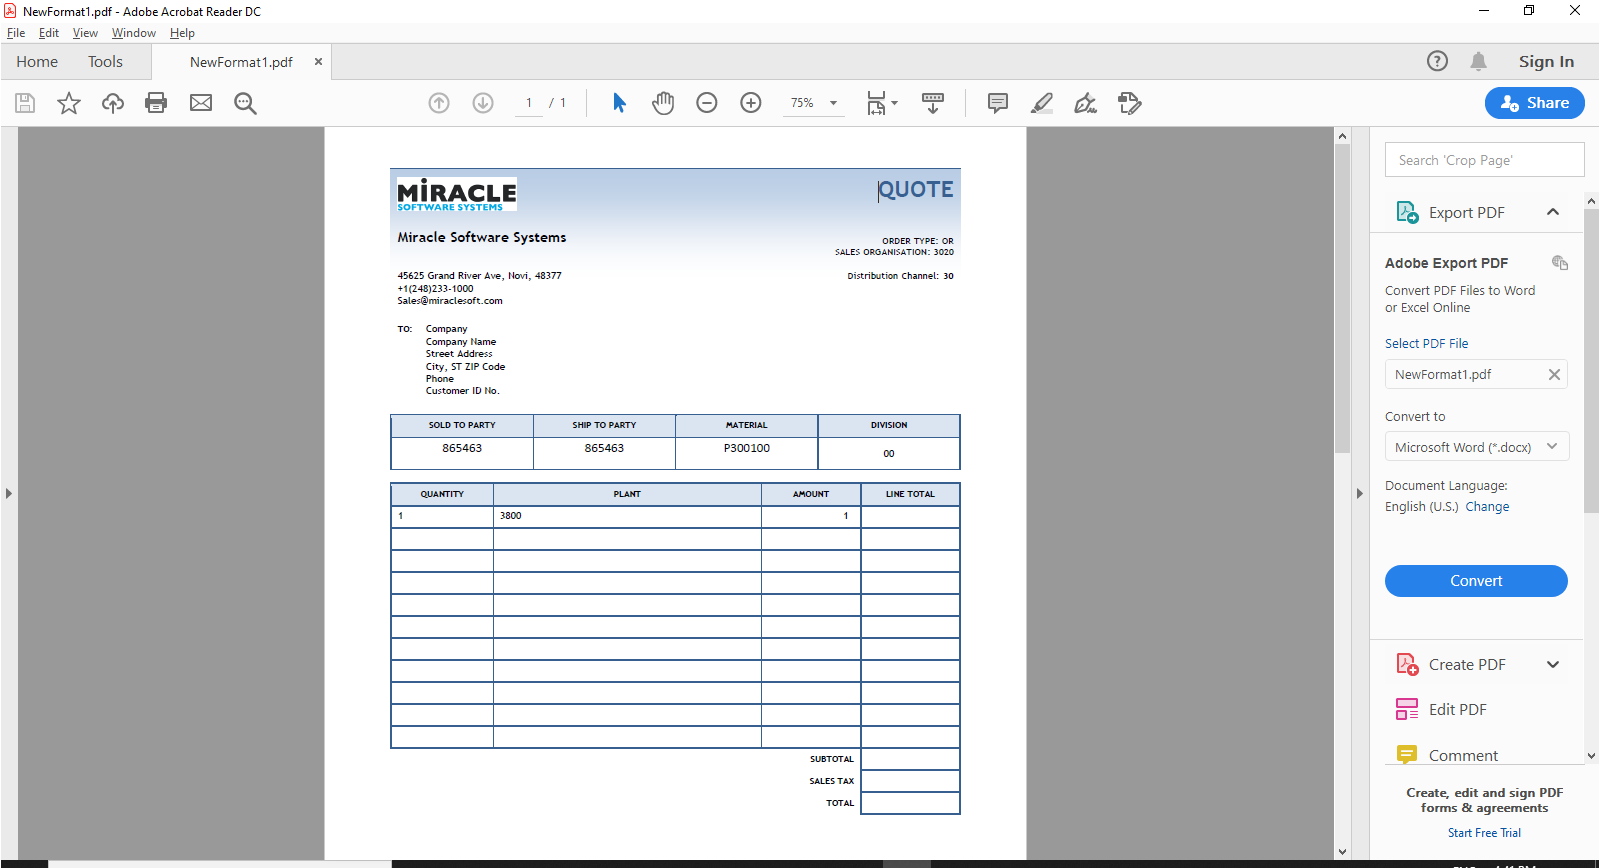 NewFormat1.pdf - Adobe Acrobat Reader DC
File Edit View Window Help
Home Tools NewFormat1.pdf × Sign In
1 / 1 75% Share
MiRACLE
SOFTWARE SYSTEMS
QUOTE
Miracle Software Systems
ORDER TYPE: OR
SALES ORGANISATION: 3020
45625 Grand River Ave, Novi, 48377
Distribution Channel: 30
+1(248)233-1000
Sales@miraclesoft.com
TO: Company
Company Name
Street Address
City, ST ZIP Code
Phone
Customer ID No.
SOLD TO PARTY SHIP TO PARTY MATERIAL DIVISION
865463 865463 P300100 00
QUANTITY PLANT AMOUNT LINE TOTAL
1 3800 1
SUBTOTAL
SALES TAX
TOTAL
Search 'Crop Page'
Export PDF
Adobe Export PDF
Convert PDF Files to Word
or Excel Online
Select PDF File
NewFormat1.pdf
Convert to
Microsoft Word (*.docx)
Document Language:
English (U.S.) Change
Convert
Create PDF
Edit PDF
Comment
Create, edit and sign PDF
forms & agreements
Start Free Trial